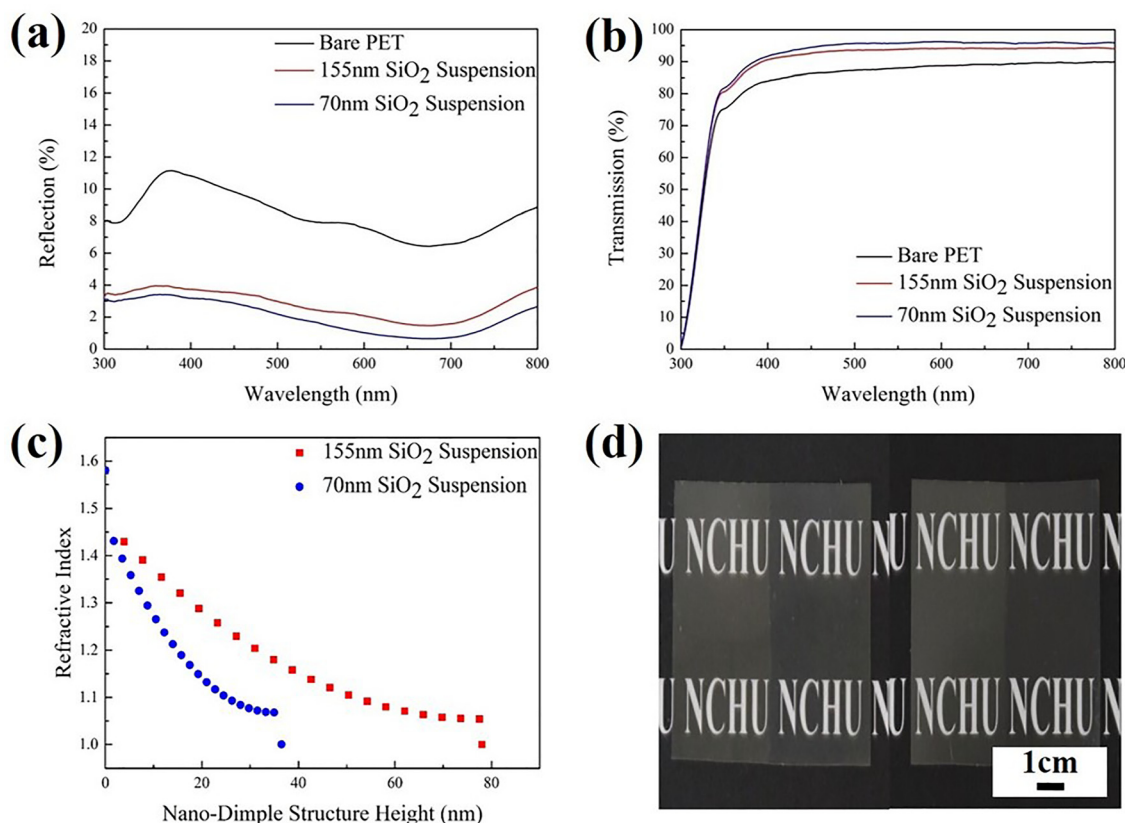 (a)
20
18
16
14
12
10
8
6
4
2
0
Reflection (%)
Bare PET
155nm SiO2 Suspension
70nm SiO2 Suspension
300 400 500 600 700 800
Wavelength (nm)
(b)
100
90
80
70
60
50
40
30
20
10
0
Transmission (%)
Bare PET
155nm SiO2 Suspension
70nm SiO2 Suspension
300 400 500 600 700 800
Wavelength (nm)
(c)
1.6
1.5
1.4
1.3
1.2
1.1
1.0
Refractive Index
155nm SiO2 Suspension
70nm SiO2 Suspension
0 20 40 60 80
Nano-Dimple Structure Height (nm)
(d)
U NCHU NCHU N U NCHU NCHU N
U NCHU NCHU N U NCHU NCHU N
1cm